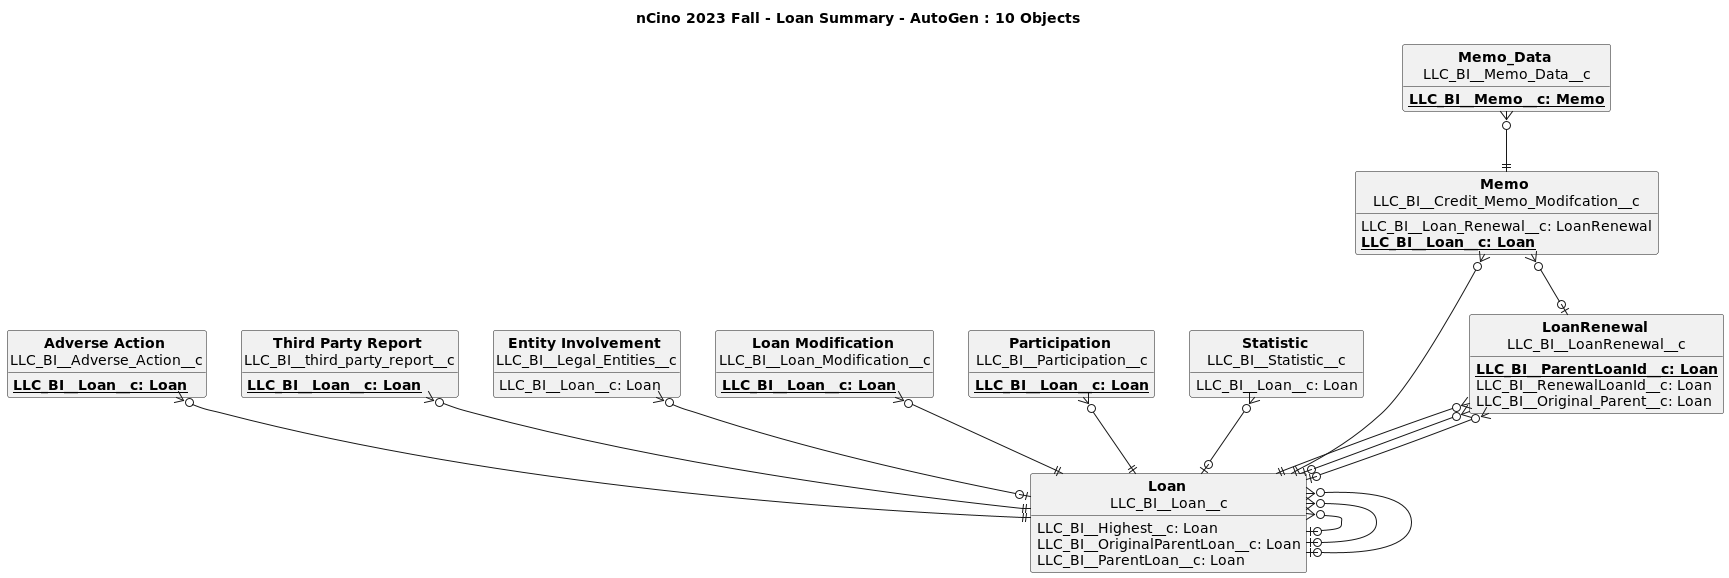 nCino 2023 Fall - Loan Summary - AutoGen : 10 Objects
Memo_Data
LLC_BI__Memo_Data__c
LLC_BI__Memo__c: Memo
Memo
LLC_BI__Credit_Memo_Modifcation__c
LLC_BI__Loan_Renewal__c: LoanRenewal
LLC_BI__Loan__c: Loan
Adverse Action
LLC_BI__Adverse_Action__c
LLC_BI__Loan__c: Loan
Third Party Report
LLC_BI__third_party_report__c
LLC_BI__Loan__c: Loan
Entity Involvement
LLC_BI__Legal_Entities__c
LLC_BI__Loan__c: Loan
Loan Modification
LLC_BI__Loan_Modification__c
LLC_BI__Loan__c: Loan
Participation
LLC_BI__Participation__c
LLC_BI__Loan__c: Loan
Statistic
LLC_BI__Statistic__c
LLC_BI__Loan__c: Loan
LoanRenewal
LLC_BI__LoanRenewal__c
LLC_BI__ParentLoanId__c: Loan
LLC_BI__RenewalLoanId__c: Loan
LLC_BI__Original_Parent__c: Loan
Loan
LLC_BI__Loan__c
LLC_BI__Highest__c: Loan
LLC_BI__OriginalParentLoan__c: Loan
LLC_BI__ParentLoan__c: Loan